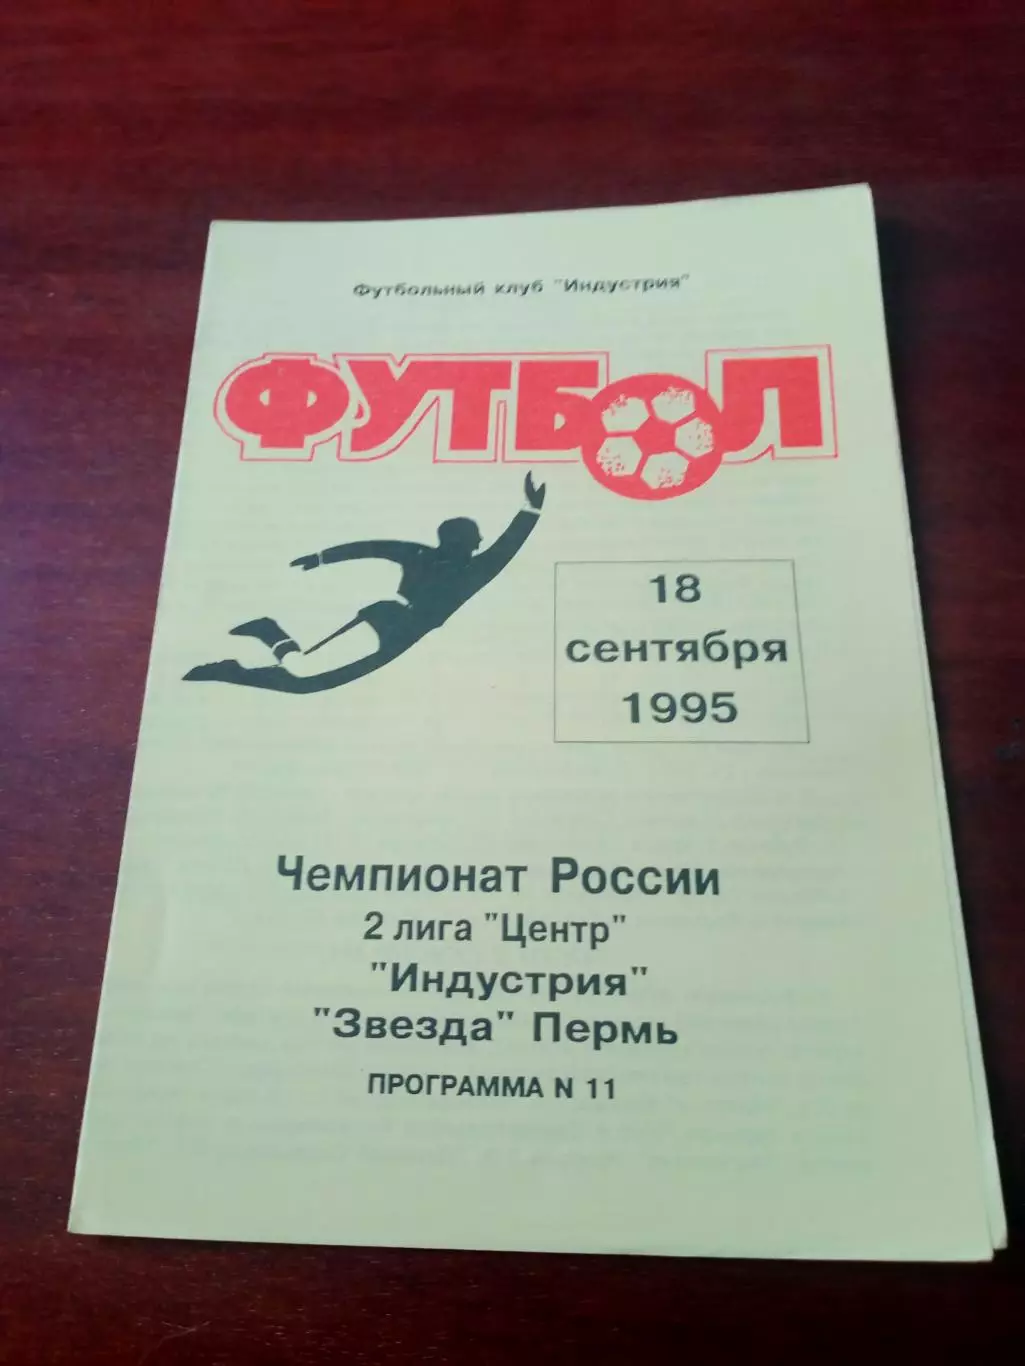 Футбольный клуб "Индустрия"
ФУТБОЛ
18
сентября
1995
Чемпионат России
2 лига "Центр"
"Индустрия"
"Звезда" Пермь
ПРОГРАММА N 11